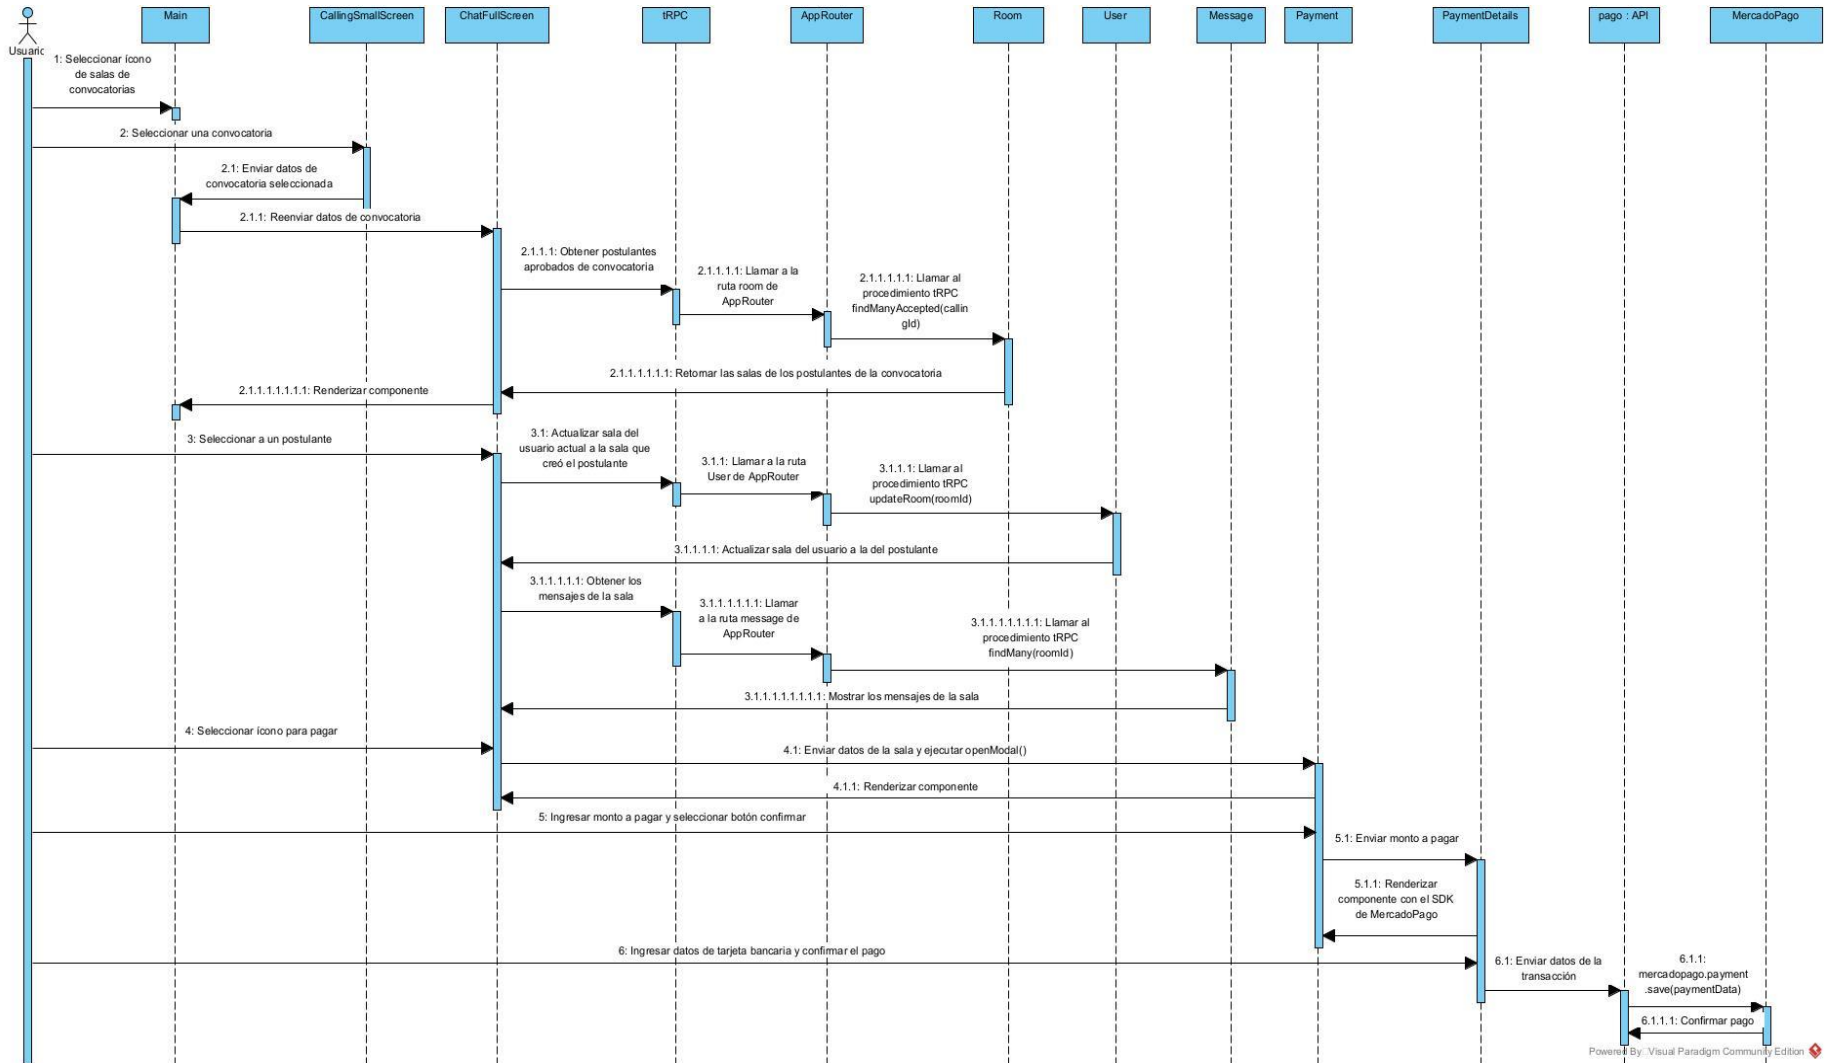 Main
CallingSmallScreen
ChatFullScreen
tRPC
AppRouter
Room
User
Message
Payment
PaymentDetails
pago : API
MercadoPago
Usuaric
1: Seleccionar ícono
de salas de
convocatorias
2: Seleccionar una convocatoria
2.1: Enviar datos de
convocatoria seleccionada
2.1.1: Reenviar datos de convocatoria
2.1.1.1: Obtener postulantes
aprobados de convocatoria
2.1.1.1.1: Llamar a la
ruta room de
AppRouter
2.1.1.1.1.1: Llamar al
procedimiento tRPC
findManyAccepted(callin
gId)
2.1.1.1.1.1.1: Retornar las salas de los postulantes de la convocatoria
2.1.1.1.1.1.1.1: Renderizar componente
3: Seleccionar a un postulante
3.1: Actualizar sala del
usuario actual a la sala que
creó el postulante
3.1.1: Llamar a la ruta
User de AppRouter
3.1.1.1: Llamar al
procedimiento tRPC
updateRoom(roomId)
3.1.1.1.1: Actualizar sala del usuario a la del postulante
3.1.1.1.1.1: Obtener los
mensajes de la sala
3.1.1.1.1.1.1: Llamar
a la ruta message de
AppRouter
3.1.1.1.1.1.1.1: Llamar al
procedimiento tRPC
findMany(roomId)
3.1.1.1.1.1.1.1.1: Mostrar los mensajes de la sala
4: Seleccionar ícono para pagar
4.1: Enviar datos de la sala y ejecutar openModal()
4.1.1: Renderizar componente
5: Ingresar monto a pagar y seleccionar botón confirmar
5.1: Enviar monto a pagar
5.1.1: Renderizar
componente con el SDK
de MercadoPago
6: Ingresar datos de tarjeta bancaria y confirmar el pago
6.1: Enviar datos de la
transacción
6.1.1:
mercadopago.payment
.save(paymentData)
6.1.1.1: Confirmar pago
Powered By Visual Paradigm Community Edition